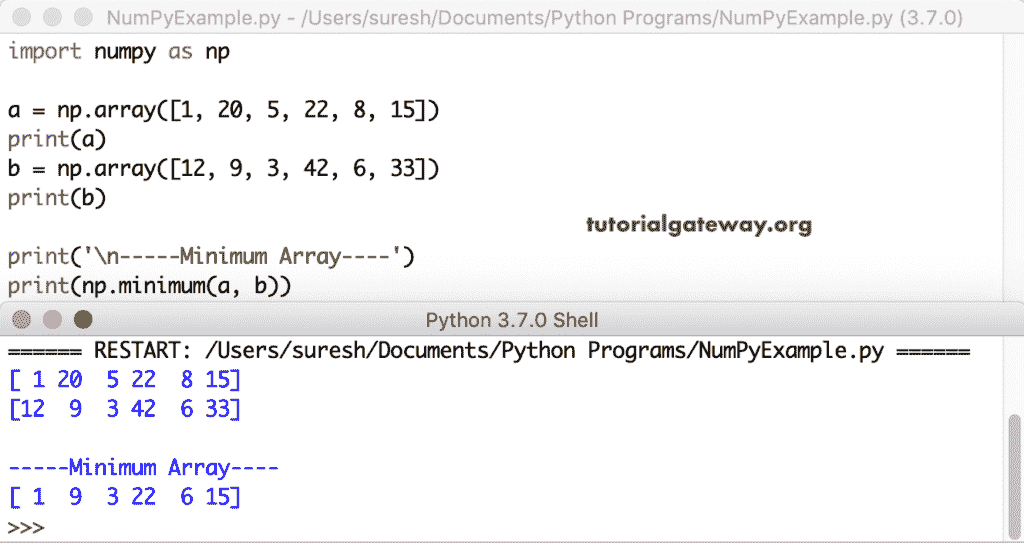 NumPyExample.py - /Users/suresh/Documents/Python Programs/NumPyExample.py (3.7.0)
import numpy as np
a = np.array([1, 20, 5, 22, 8, 15])
print(a)
b = np.array([12, 9, 3, 42, 6, 33])
print(b)
tutorialgateway.org
print('\n-----Minimum Array----')
print(np.minimum(a, b))
Python 3.7.0 Shell
====== RESTART: /Users/suresh/Documents/Python Programs/NumPyExample.py ======
[ 1 20  5 22  8 15]
[12  9  3 42  6 33]
-----Minimum Array----
[ 1  9  3 22  6 15]
>>>